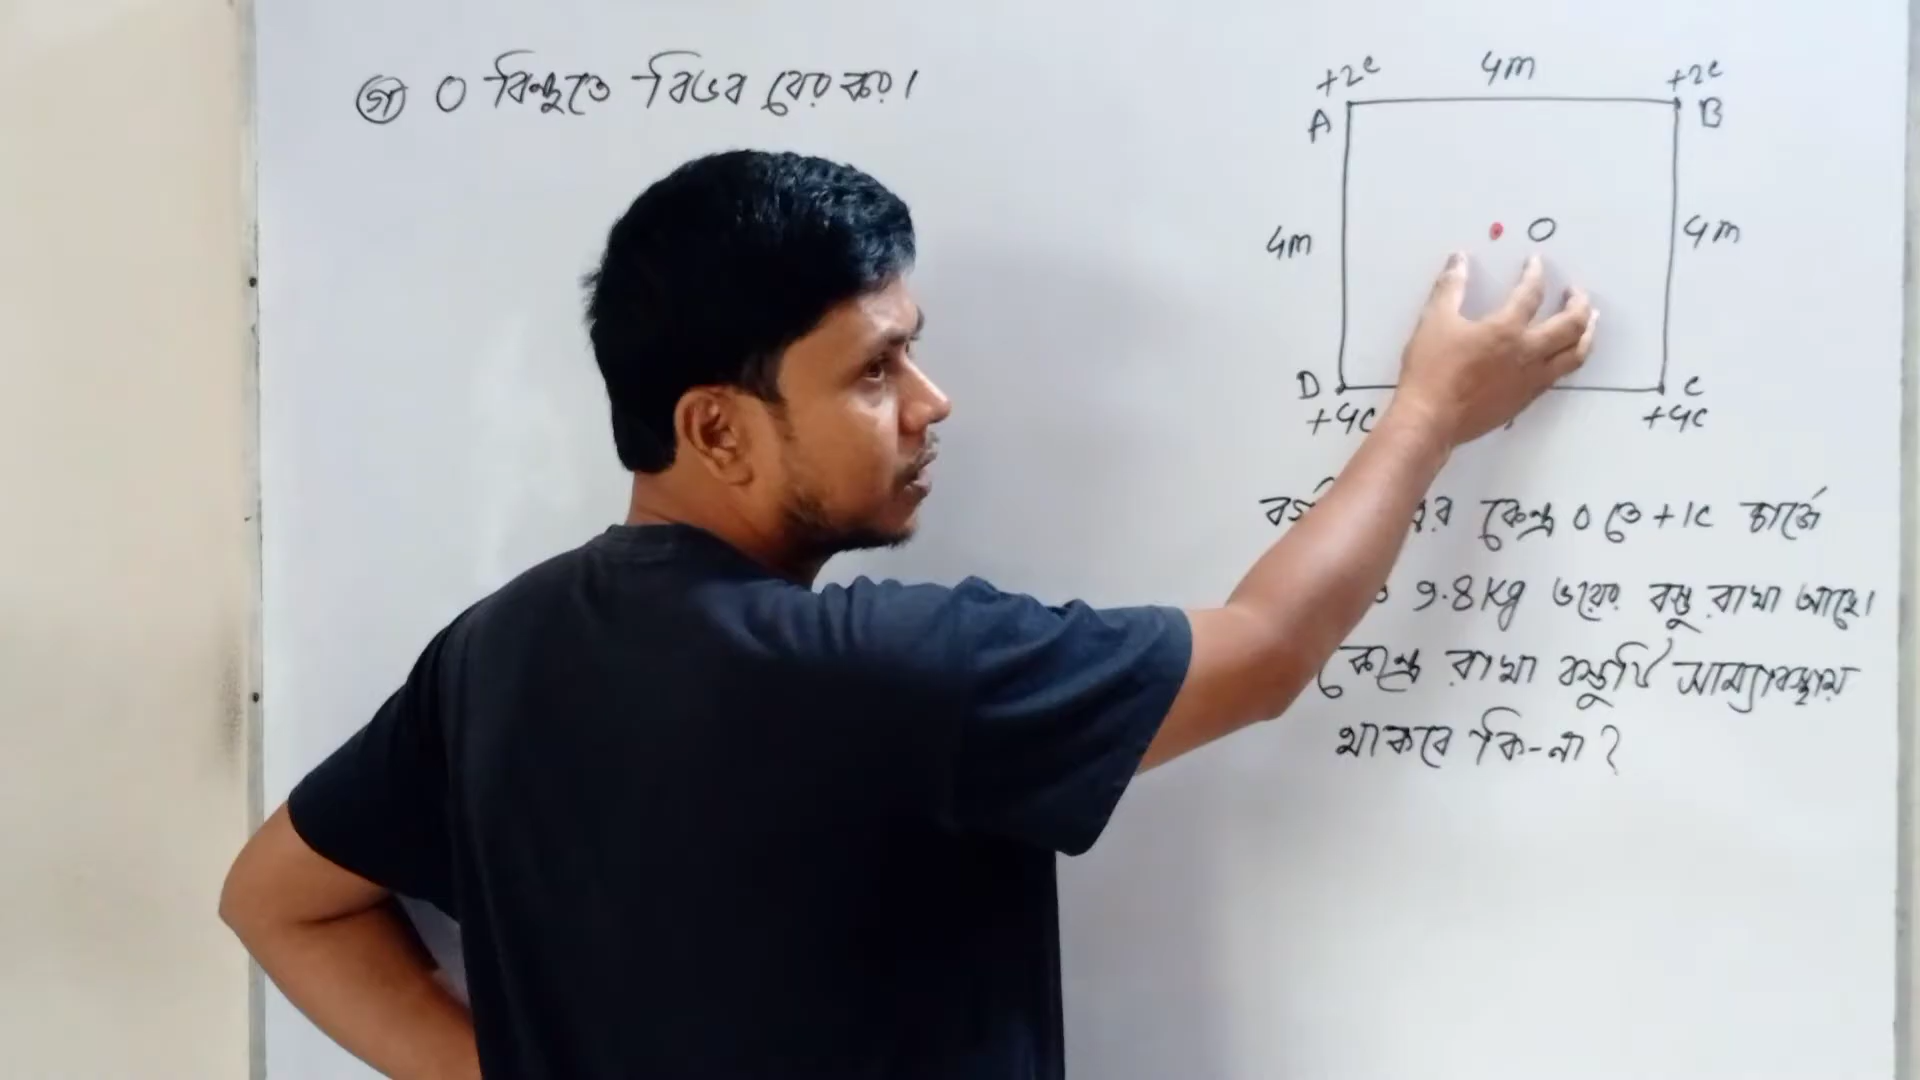 গ O বিন্দুতে বিভব বের কর।
+2c 4m +2c
A B
4m O 4m
D C
+4c +4c
কেন্দ্র O তে +1c চার্জে
9.8kg ভরের বস্তু রাখা আছে।
কেন্দ্রে রাখা বস্তুটি সাম্যাবস্থায়
থাকবে কি-না?